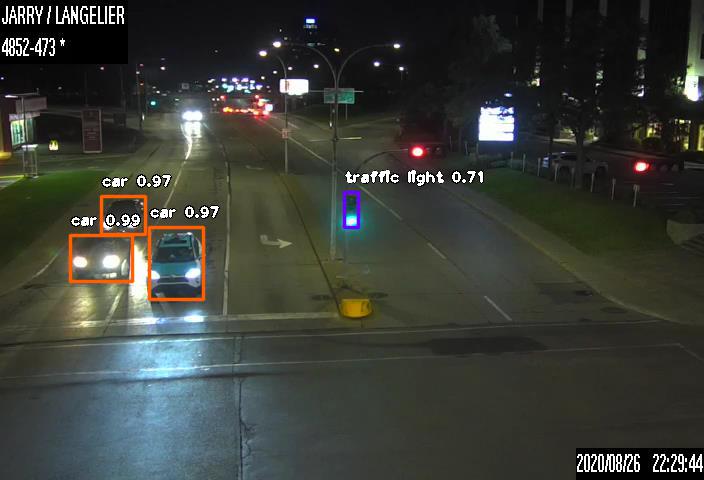 JARRY / LANGELIER
4852-473 *
car 0.97
traffic light 0.71
car 0.99
car 0.97
2020/08/26 22:29:44